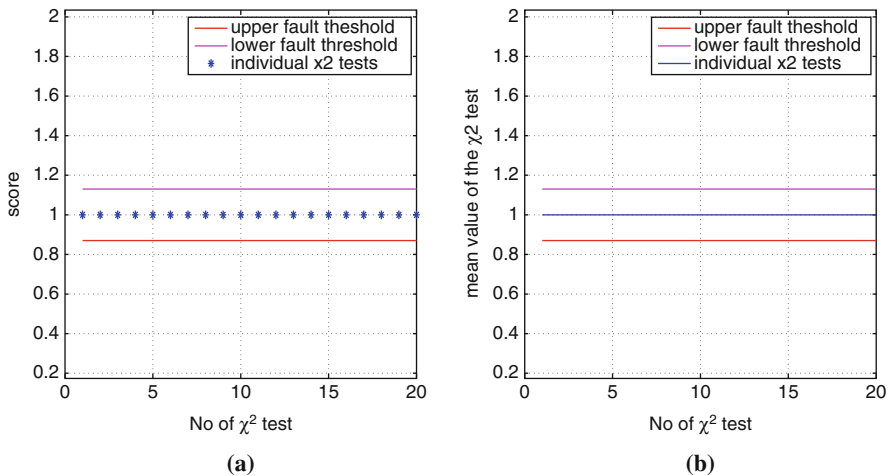 2
1.8
1.6
1.4
1.2
1
0.8
0.6
0.4
0.2
0
5
10
15
20
score
No of χ² test
upper fault theshold
lower fault threshold
individual x2 tests
(a)
2
1.8
1.6
1.4
1.2
1
0.8
0.6
0.4
0.2
0
5
10
15
20
mean value of the χ2 test
No of χ² test
upper fault theshold
lower fault threshold
individual x2 tests
(b)